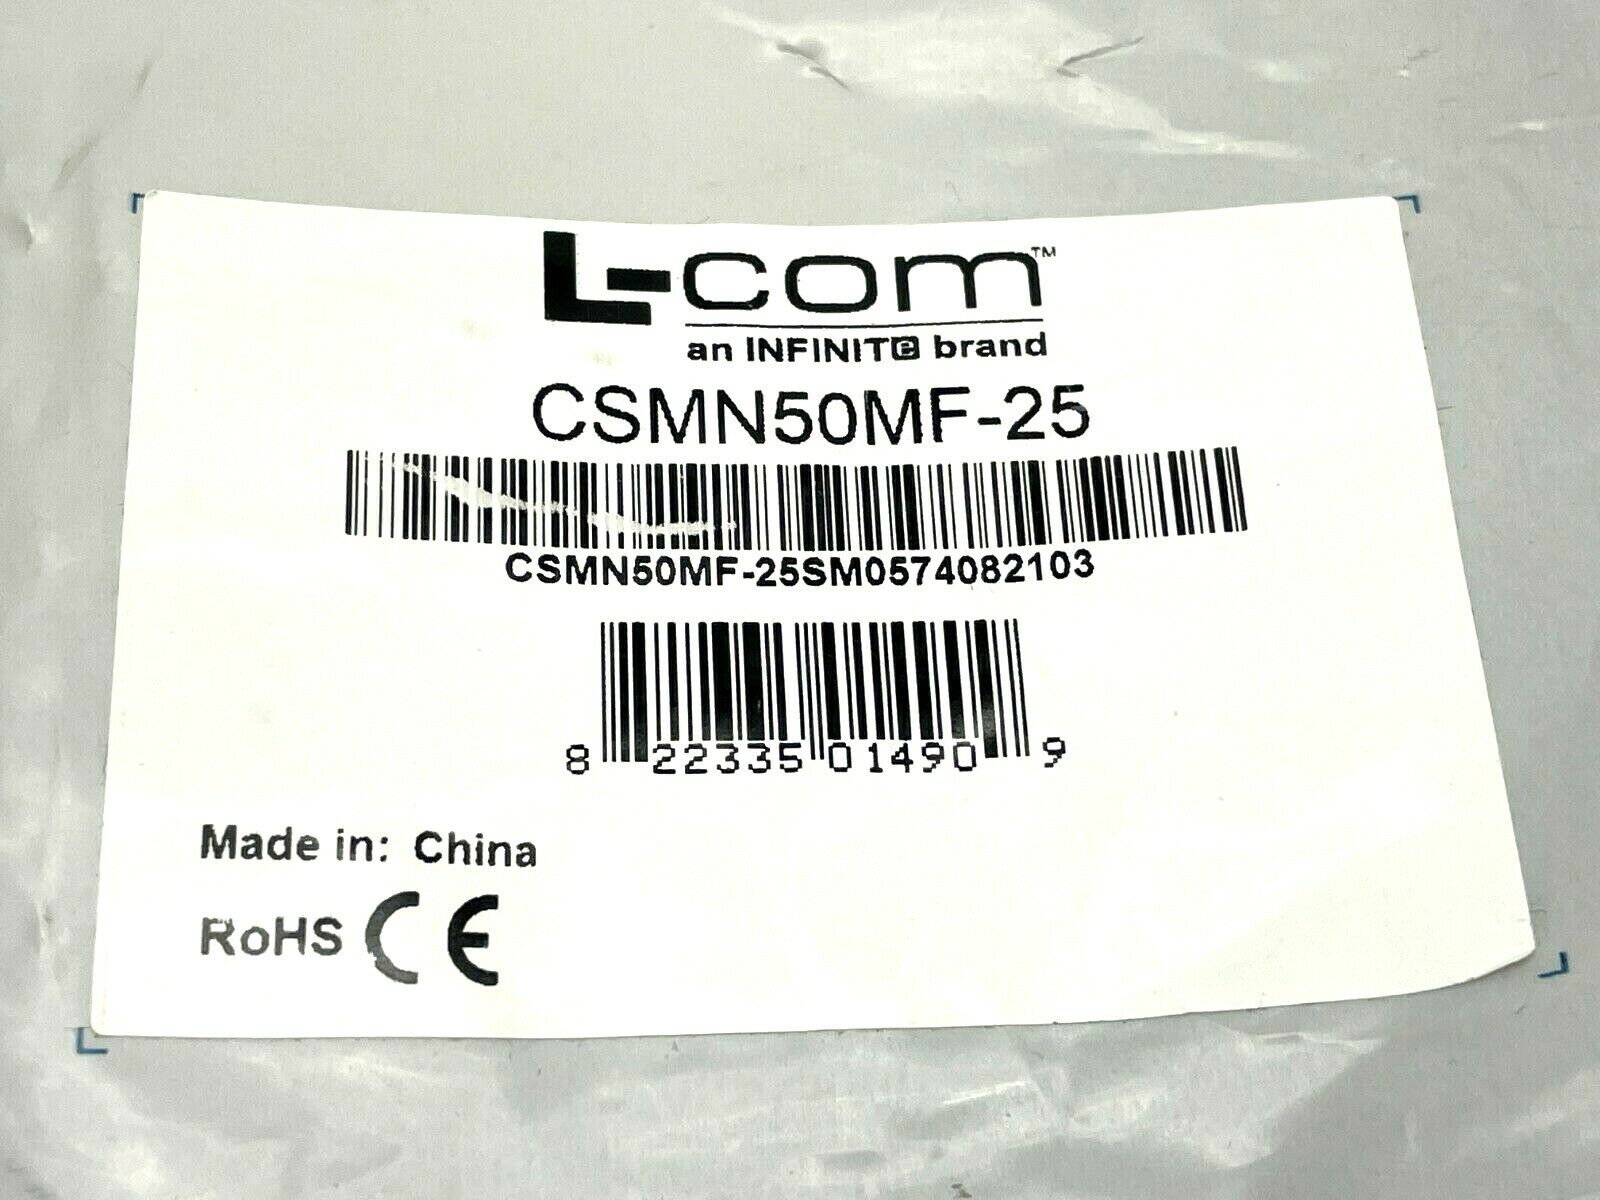 L-com™
an INFINITe brand
CSMN50MF-25
CSMN50MF-25SM0574082103
8 22335 01490 9
Made in: China
RoHS CE